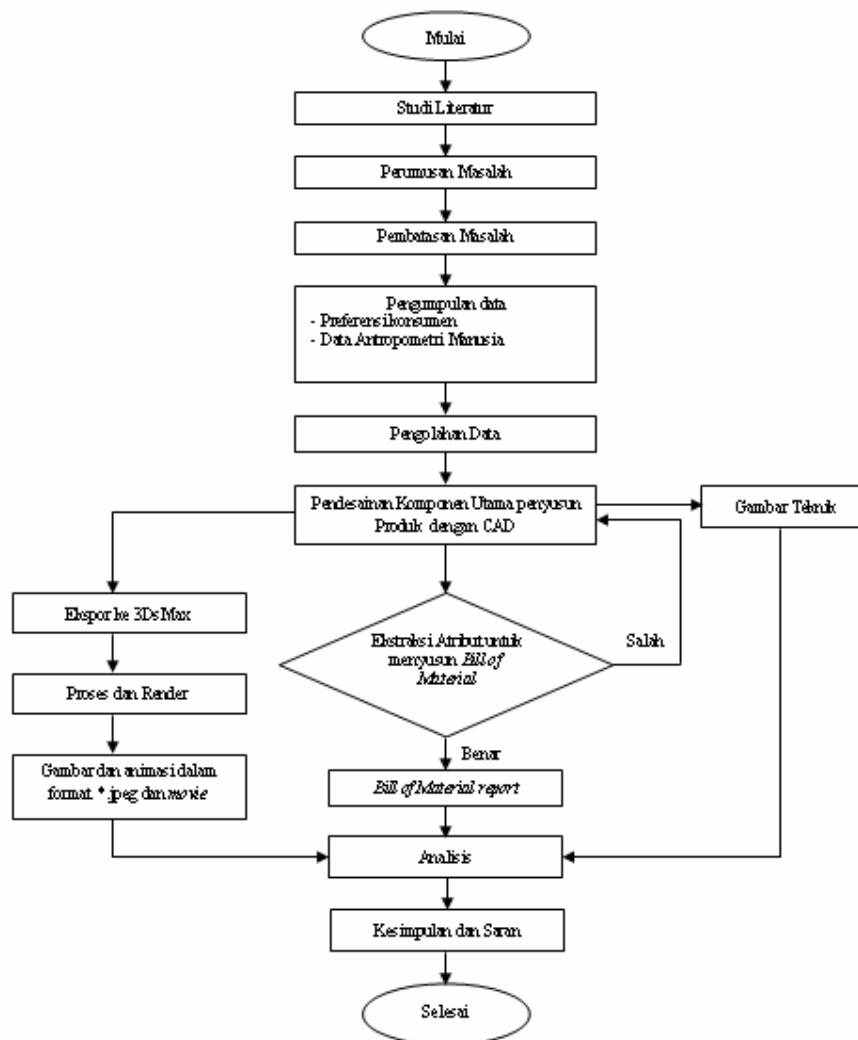 Mulai
Studi Literatur
Perumusan Masalah
Pembatasan Masalah
Pengumpulan data
- Preferensi konsumen
- Data Antropometri Manusia
Pengolahan Data
Pendesainan Komponen Utama penyusun
Produk dengan CAD
Gambar Teknik
Ekspor ke 3Ds Max
Ekstraksi Atribut untuk
menyusun Bill of
Material
Salah
Proses dan Render
Benar
Gambar dan animasi dalam
format *.jpeg dan movie
Bill of Material report
Analisis
Kesimpulan dan Saran
Selesai